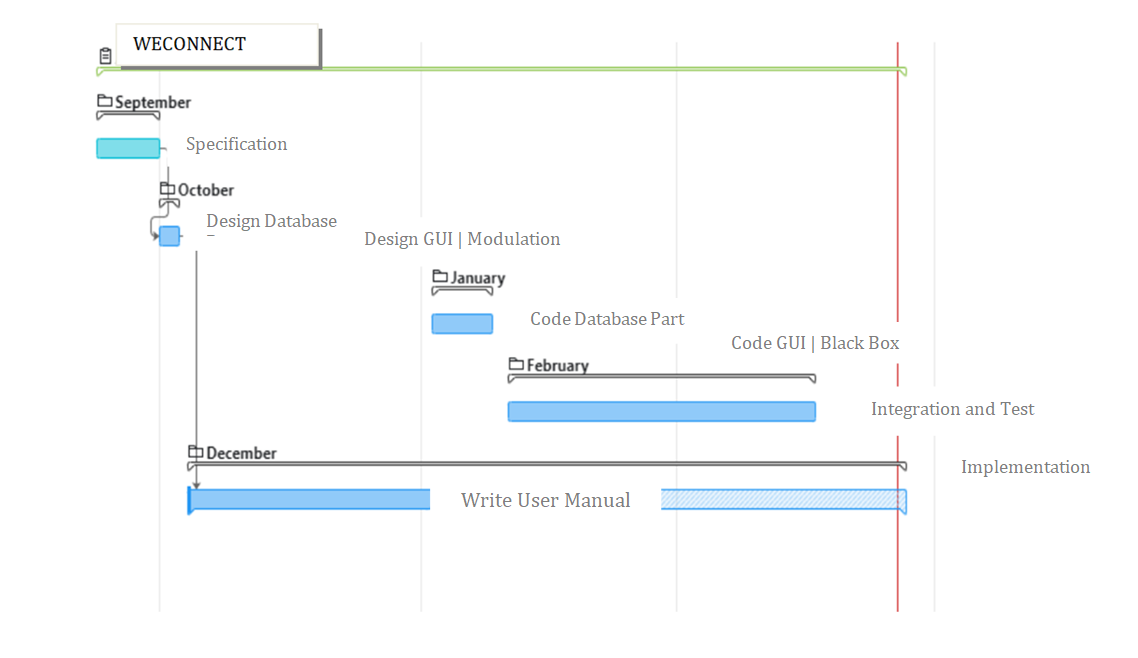 WECONNECT
September
Specification
October
Design Database
Design GUI | Modulation
January
Code Database Part
Code GUI | Black Box
February
Integration and Test
December
Implementation
Write User Manual